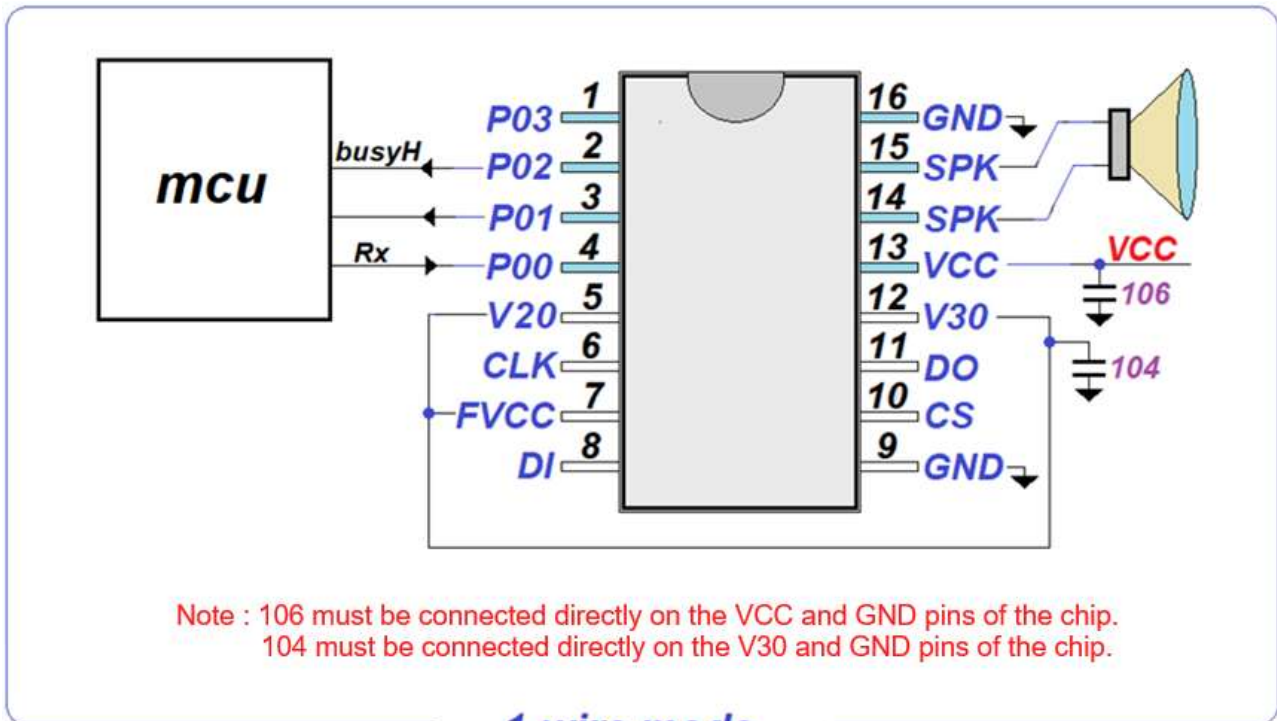 mcu
busyH
Rx
P03 1
P02 2
P01 3
P00 4
V20 5
CLK 6
FVCC 7
DI 8
16 GND
15 SPK
14 SPK
13 VCC
VCC
106
12 V30
11 DO
104
10 CS
9 GND
Note : 106 must be connected directly on the VCC and GND pins of the chip.
104 must be connected directly on the V30 and GND pins of the chip.